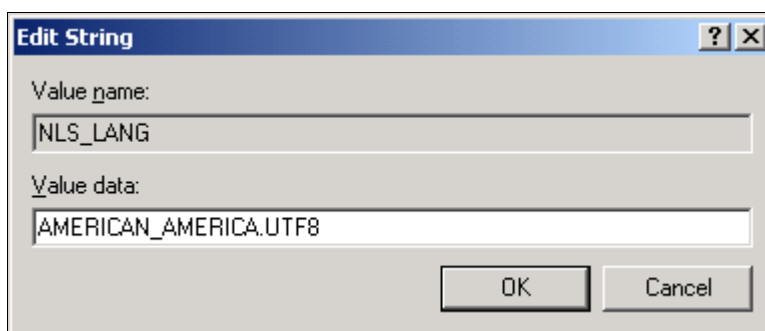 Edit String
Value name:
NLS_LANG
Value data:
AMERICAN_AMERICA.UTF8
OK Cancel